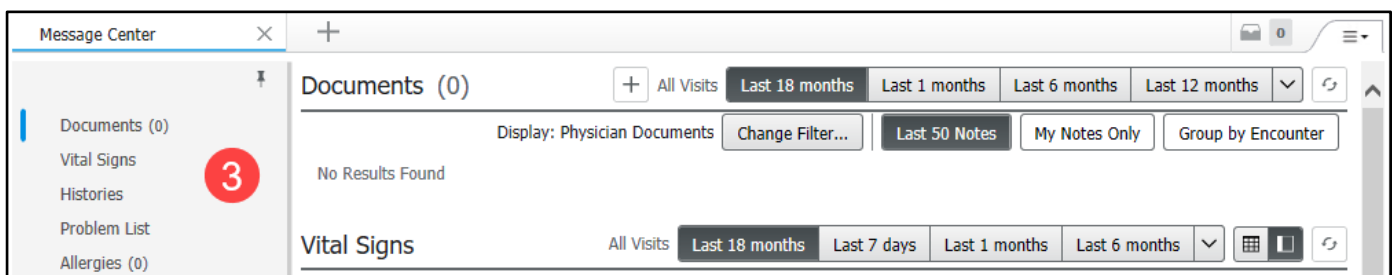 Message Center
0
Documents (0)
Vital Signs
Histories
Problem List
Allergies (0)
3
Documents (0) All Visits Last 18 months Last 1 months Last 6 months Last 12 months
Display: Physician Documents Change Filter... Last 50 Notes My Notes Only Group by Encounter
No Results Found
Vital Signs All Visits Last 18 months Last 7 days Last 1 months Last 6 months